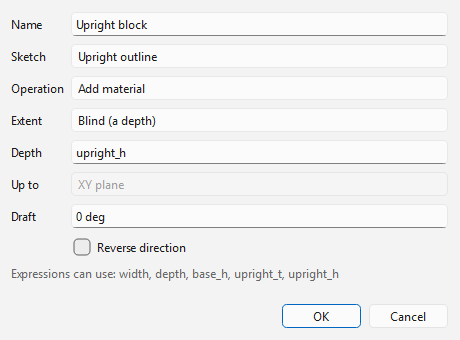 Name Upright block
Sketch Upright outline
Operation Add material
Extent Blind (a depth)
Depth upright_h
Up to XY plane
Draft 0 deg
Reverse direction
Expressions can use: width, depth, base_h, upright_t, upright_h
OK Cancel